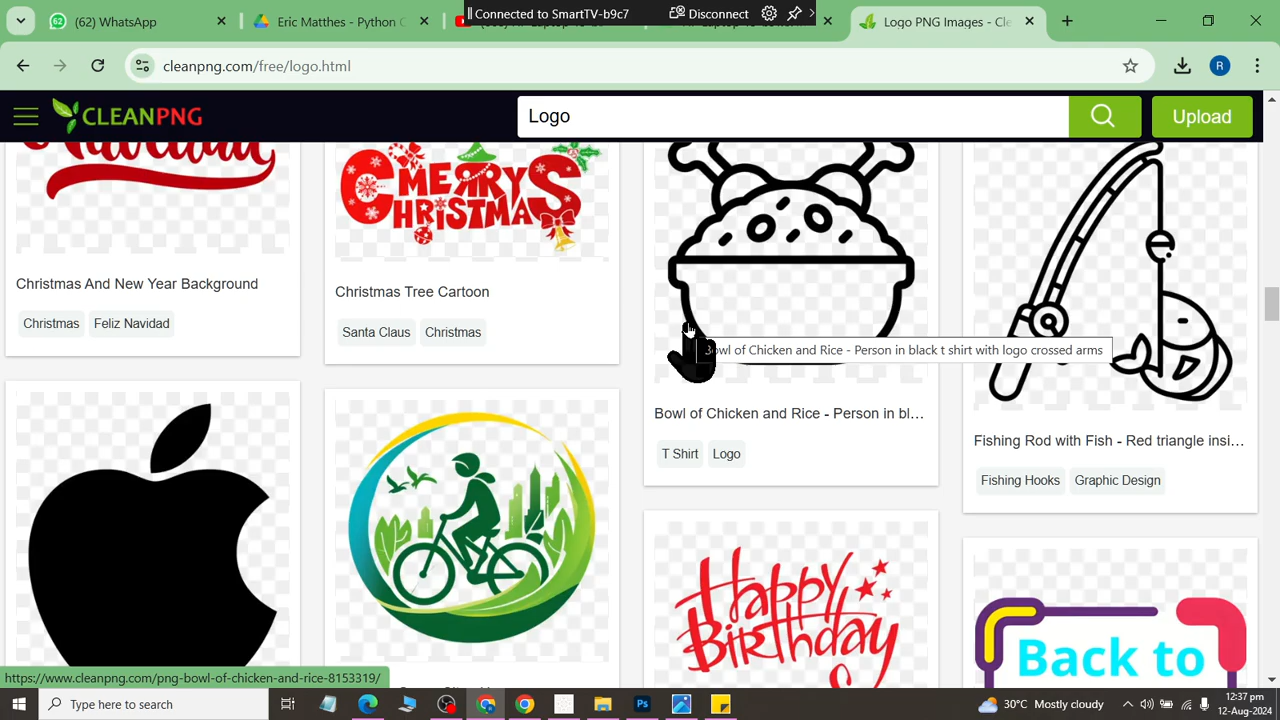 62
(62) WhatsApp
Eric Matthes - Python C
Connected to SmartTV-b9c7
Disconnect
Logo PNG Images - Cle
cleanpng.com/free/logo.html
R
CLEANPNG
Logo
Upload
Navidad
MERRY
CHRISTMAS
Christmas And New Year Background
Christmas
Feliz Navidad
Christmas Tree Cartoon
Santa Claus
Christmas
Bowl of Chicken and Rice - Person in black t shirt with logo crossed arms
Bowl of Chicken and Rice - Person in bl...
T Shirt
Logo
Fishing Rod with Fish - Red triangle insi...
Fishing Hooks
Graphic Design
Happy
Birthday
Back to
https://www.cleanpng.com/png-bowl-of-chicken-and-rice-8153319/
Type here to search
Ps
30°C Mostly cloudy
12:37 pm
12-Aug-2024